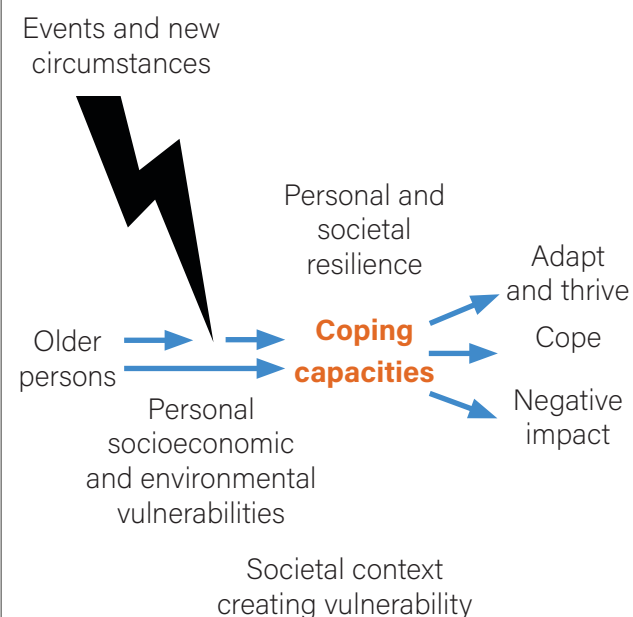 Events and new
circumstances
Personal and
societal
resilience
Adapt
and thrive
Older
persons
Coping
capacities
Cope
Negative
impact
Personal
socioeconomic
and environmental
vulnerabilities
Societal context
creating vulnerability